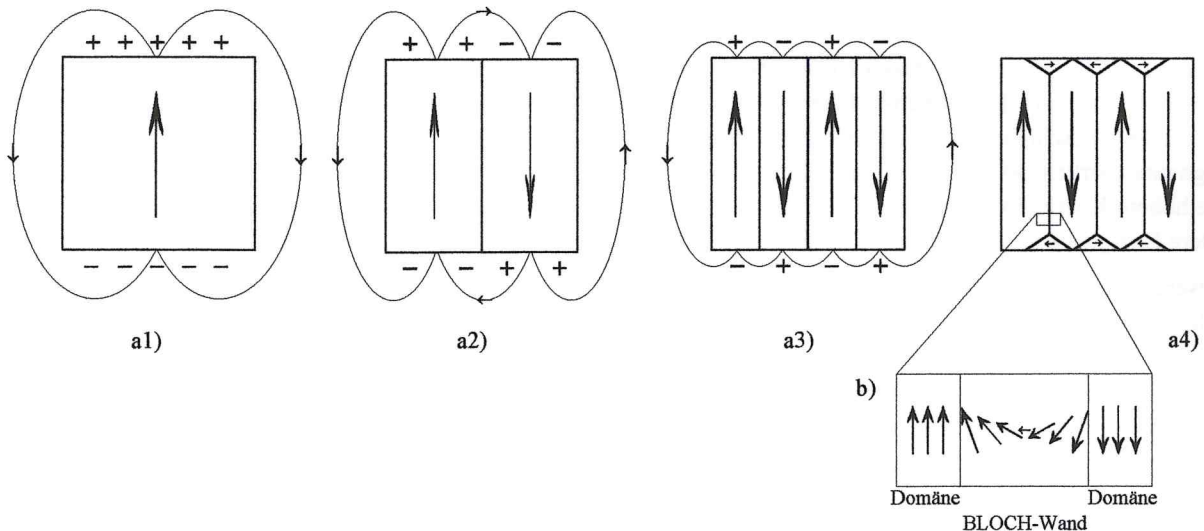 + + + + +
+ + − −
+ − + −
− − − − −
− − + +
− + − +
a1)
a2)
a3)
a4)
b)
Domäne
Domäne
BLOCH-Wand